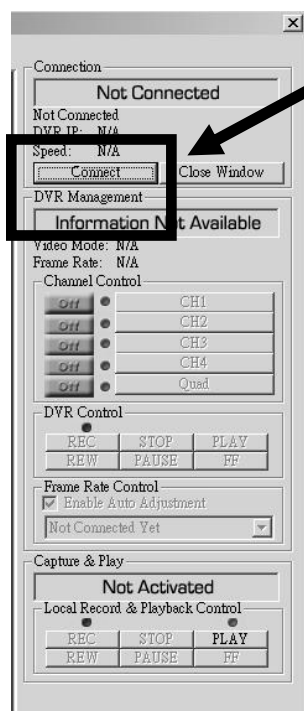 Connection
Not Connected
Not Connected
DVR IP: N/A
Speed: N/A
Connect Close Window
DVR Management
Information Not Available
Video Mode: N/A
Frame Rate: N/A
Channel Control
Off CH1
Off CH2
Off CH3
Off CH4
Off Quad
DVR Control
REC STOP PLAY
REW PAUSE FF
Frame Rate Control
Enable Auto Adjustment
Not Connected Yet
Capture & Play
Not Activated
Local Record & Playback Control
REC STOP PLAY
REW PAUSE FF